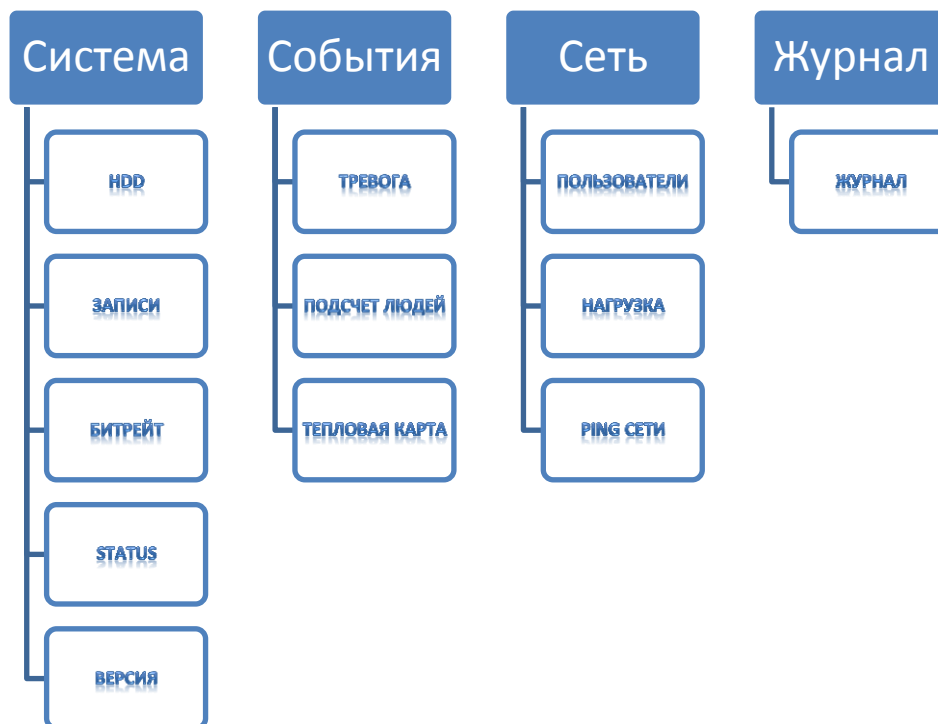 Система
HDD
ЗАПИСИ
БИТРЕЙТ
STATUS
ВЕРСИЯ
События
ТРЕВОГА
ПОДСЧЕТ ЛЮДЕЙ
ТЕПЛОВАЯ КАРТА
Сеть
ПОЛЬЗОВАТЕЛИ
НАГРУЗКА
PING СЕТИ
Журнал
ЖУРНАЛ